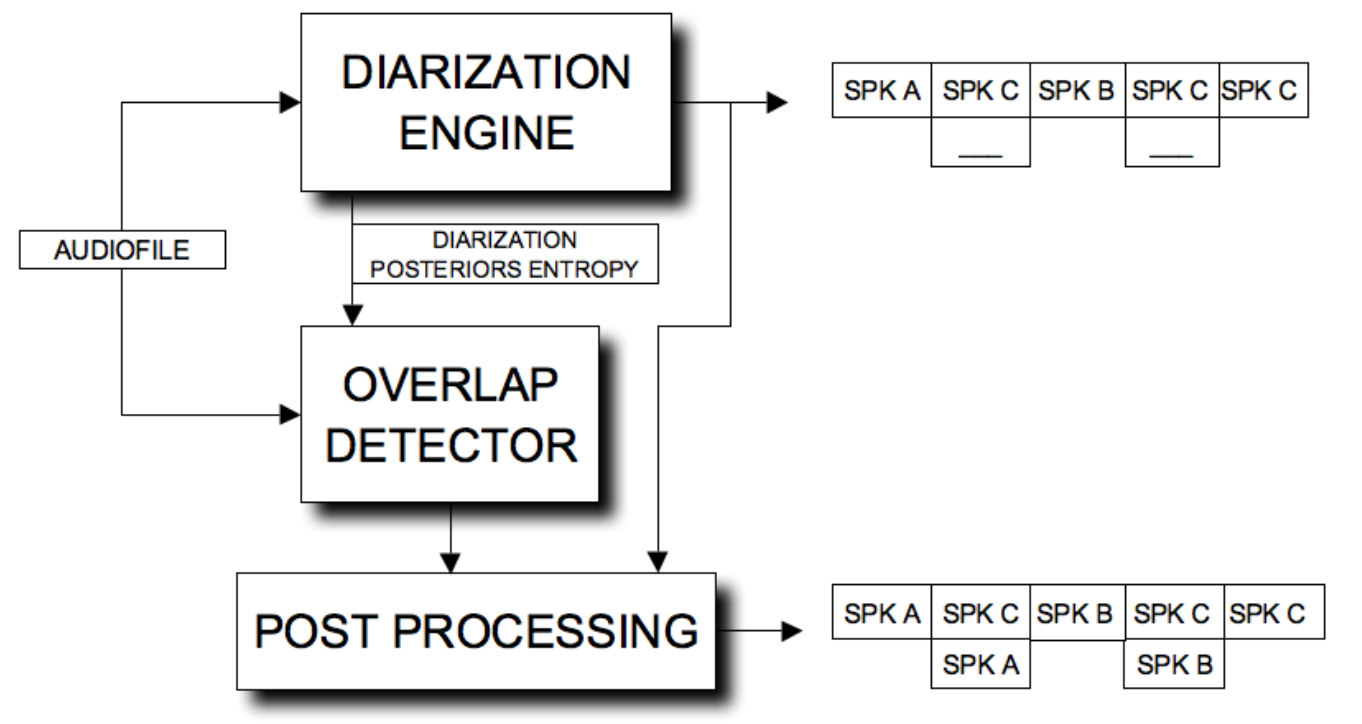 DIARIZATION
ENGINE
SPK A SPK C SPK B SPK C SPK C
___ ___
AUDIOFILE
DIARIZATION
POSTERIORS ENTROPY
OVERLAP
DETECTOR
POST PROCESSING
SPK A SPK C SPK B SPK C SPK C
SPK A SPK B